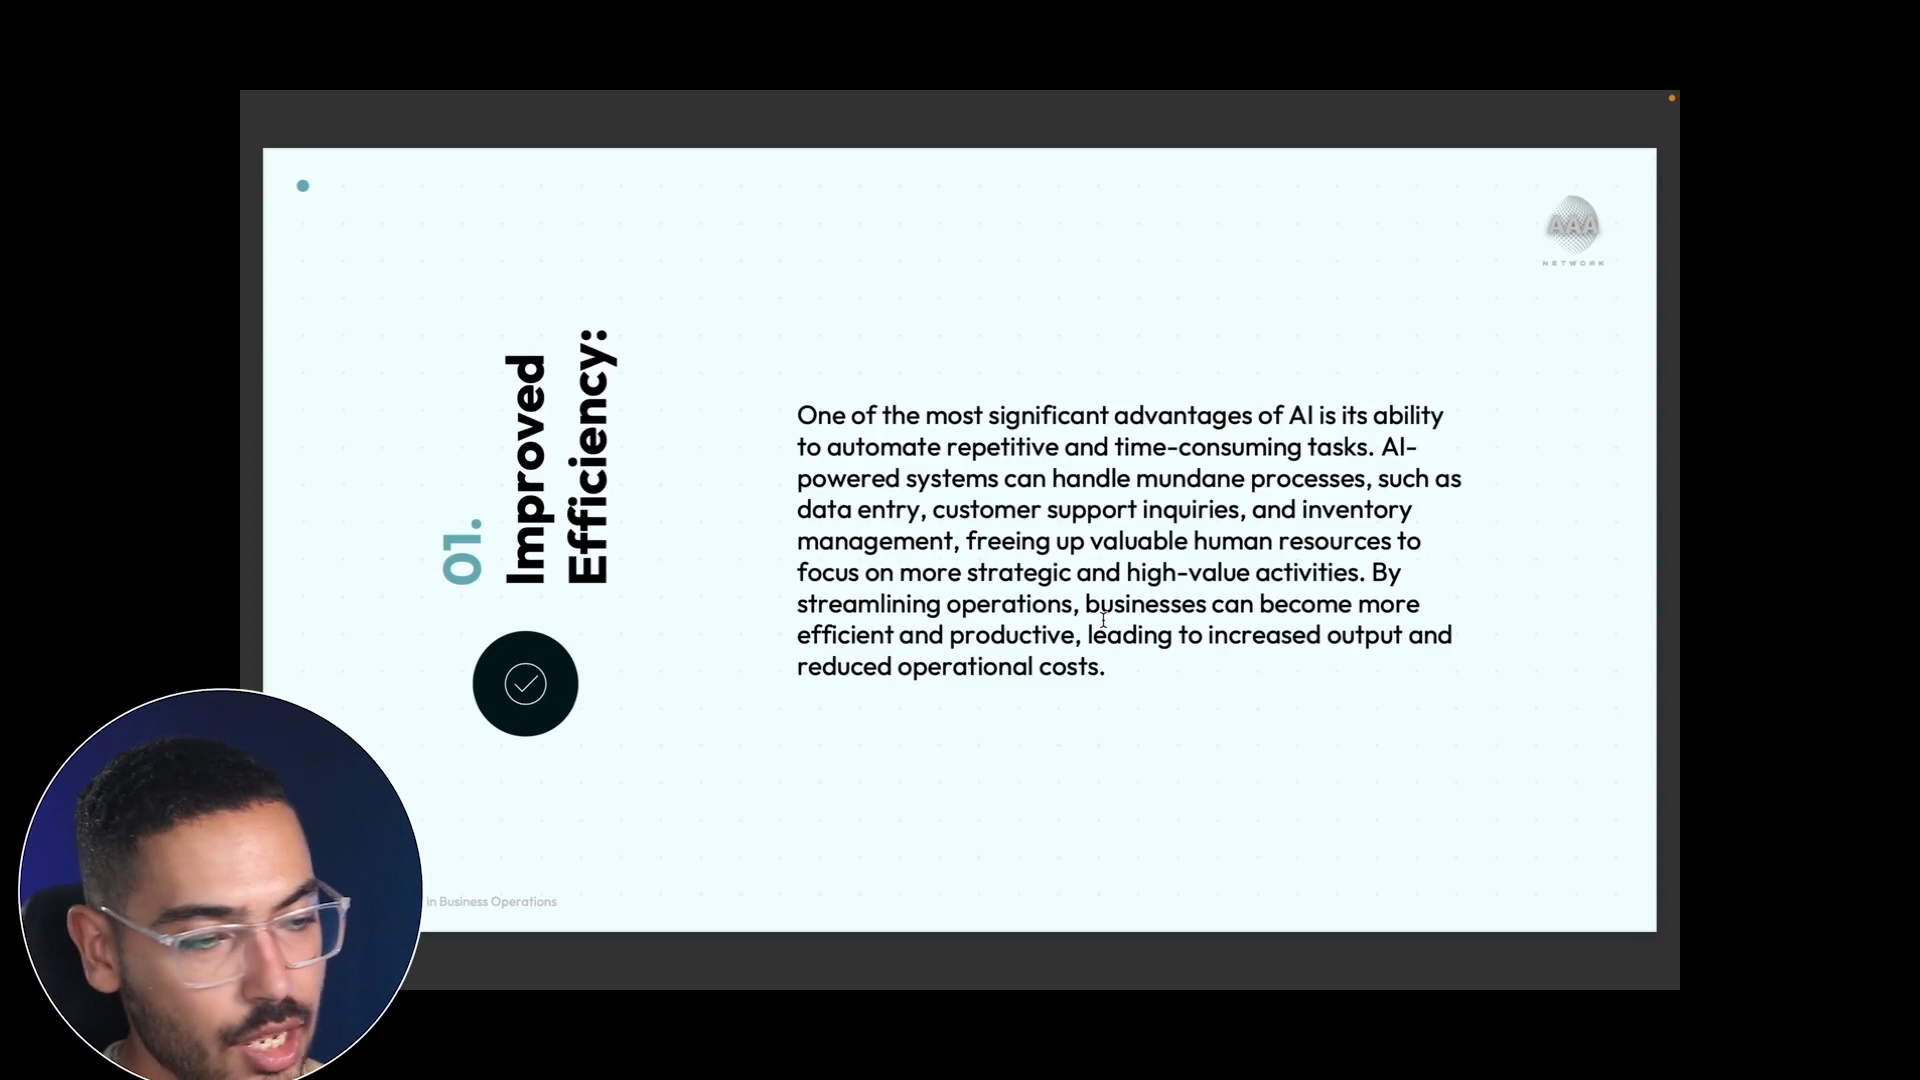 AAA
NETWORK
01.
Improved
Efficiency:
One of the most significant advantages of AI is its ability
to automate repetitive and time-consuming tasks. AI-
powered systems can handle mundane processes, such as
data entry, customer support inquiries, and inventory
management, freeing up valuable human resources to
focus on more strategic and high-value activities. By
streamlining operations, businesses can become more
efficient and productive, leading to increased output and
reduced operational costs.
in Business Operations